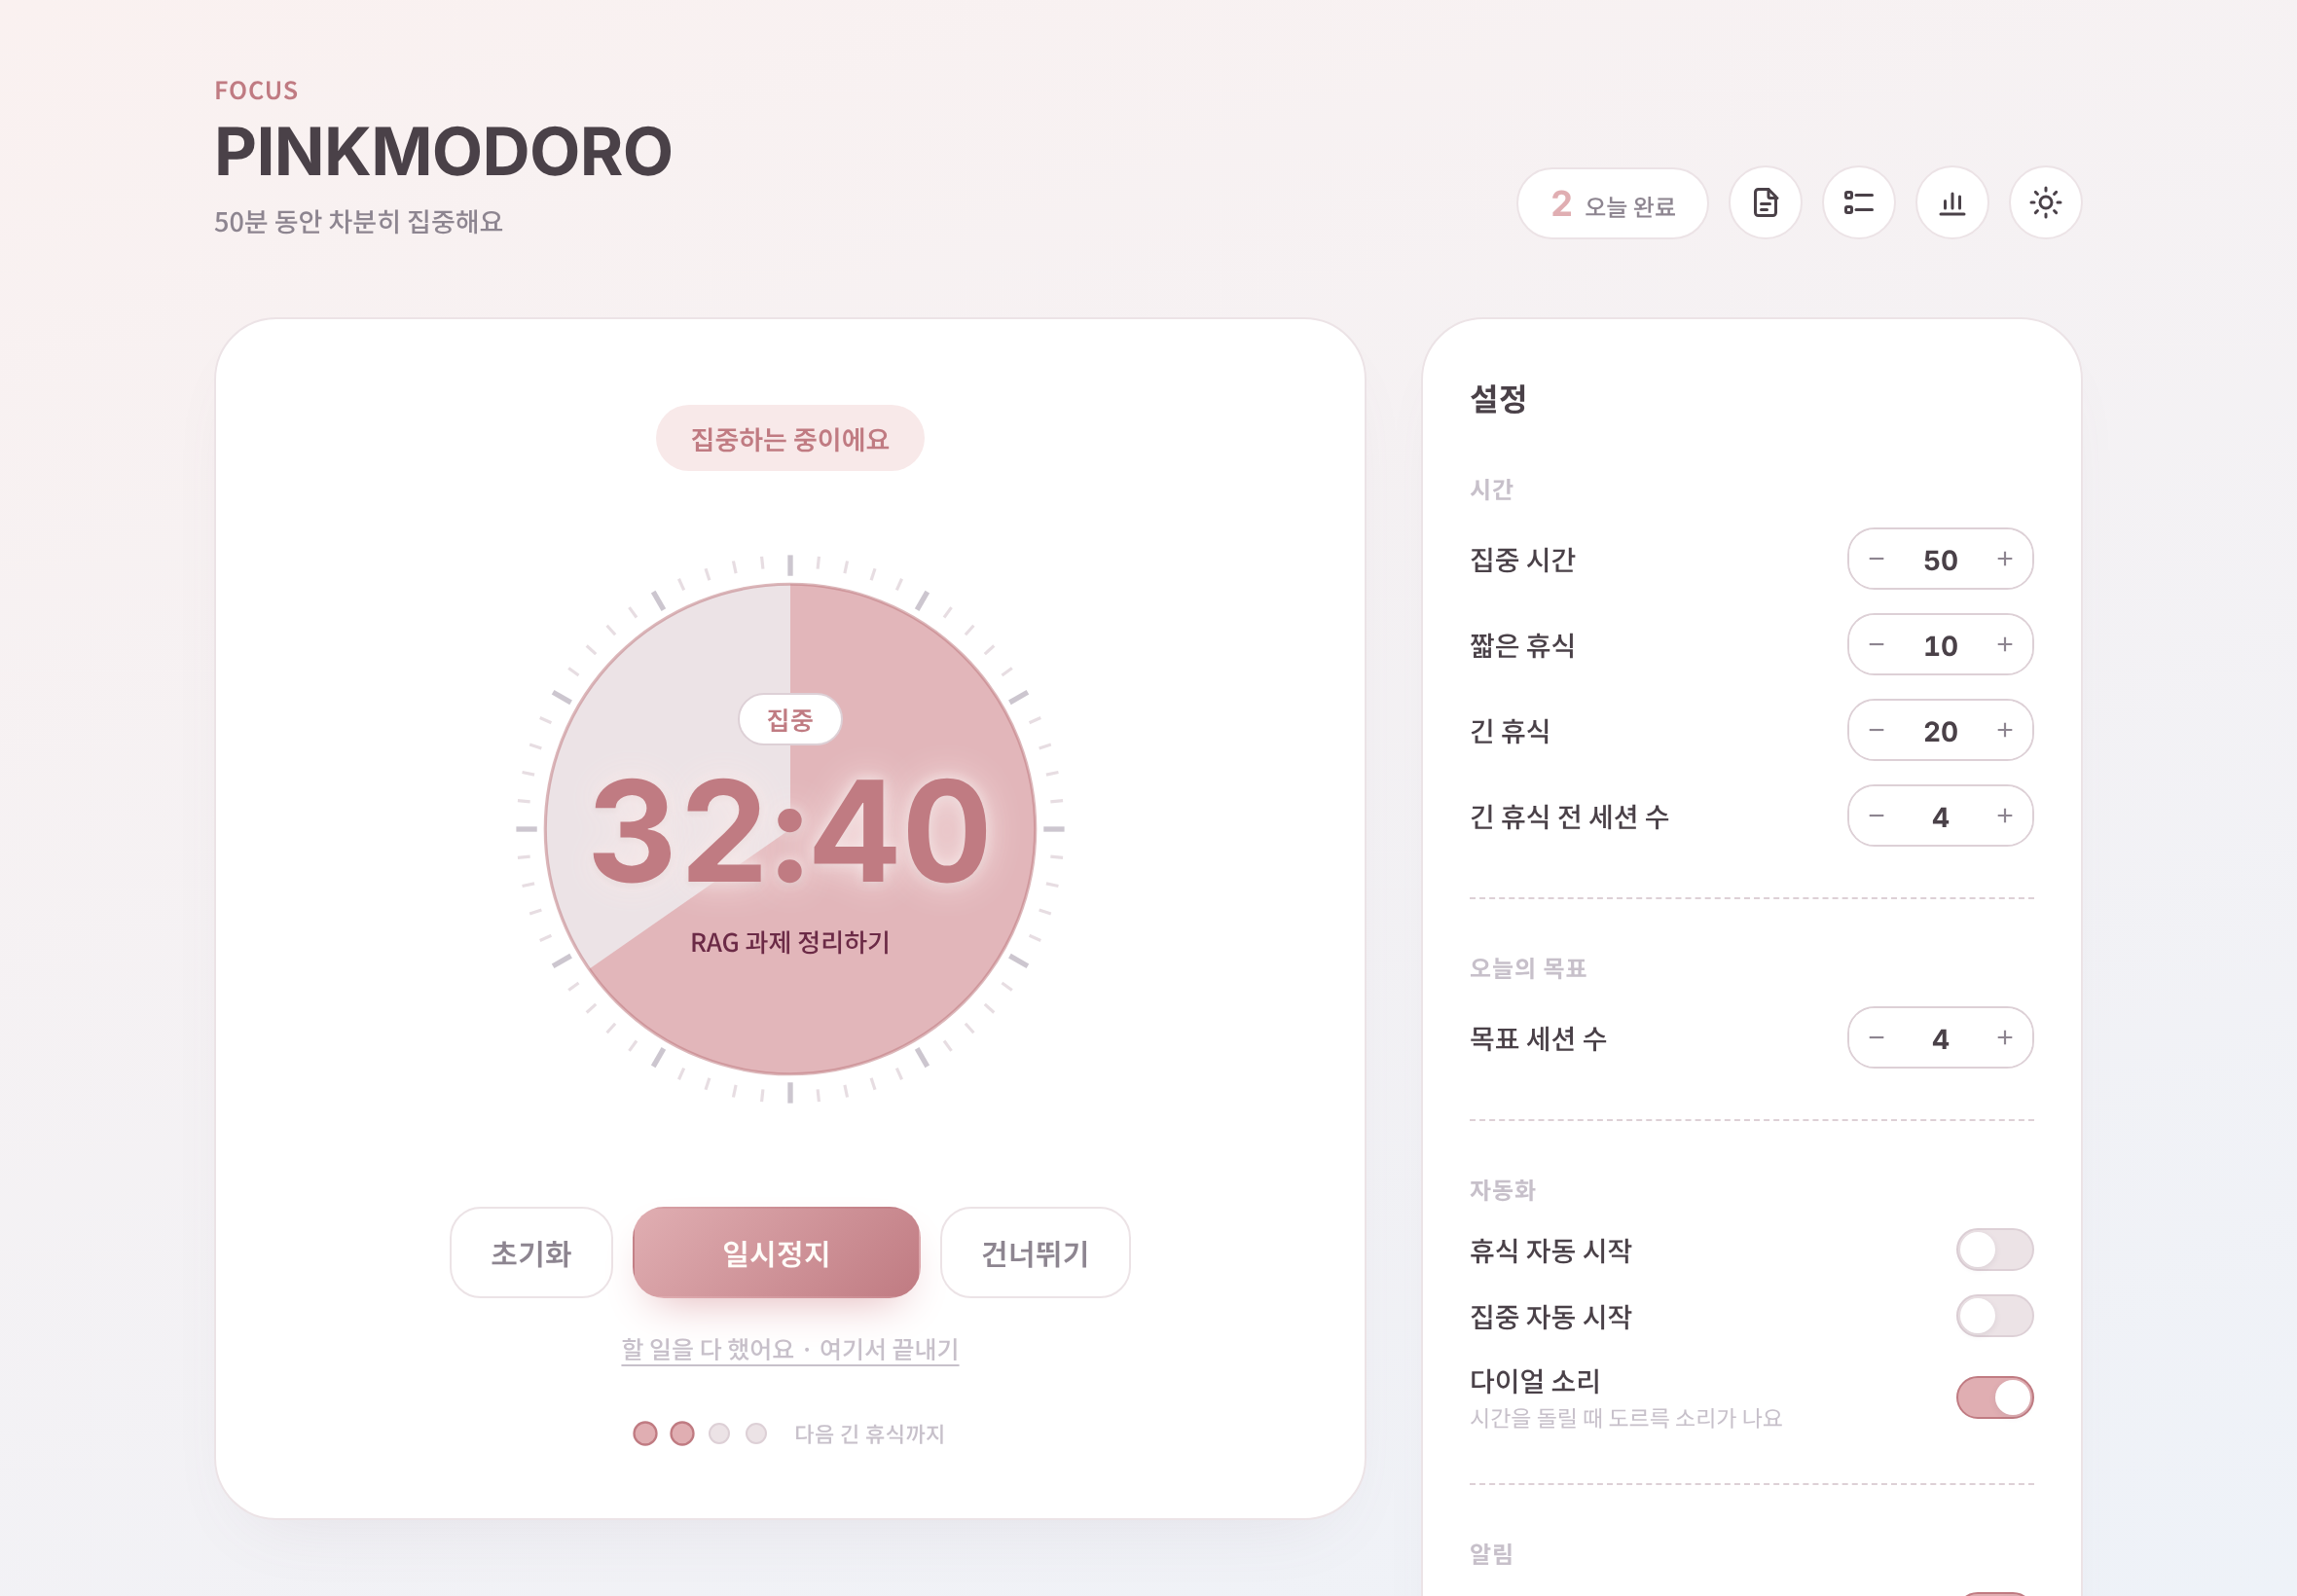 FOCUS
PINKMODORO
50분 동안 차분히 집중해요
2 오늘 완료
집중하는 중이에요
집중
32:40
RAG 과제 정리하기
초기화
일시정지
건너뛰기
할 일을 다 했어요 · 여기서 끝내기
다음 긴 휴식까지
설정
시간
집중 시간 − 50 +
짧은 휴식 − 10 +
긴 휴식 − 20 +
긴 휴식 전 세션 수 − 4 +
오늘의 목표
목표 세션 수 − 4 +
자동화
휴식 자동 시작
집중 자동 시작
다이얼 소리
시간을 돌릴 때 도르륵 소리가 나요
알림